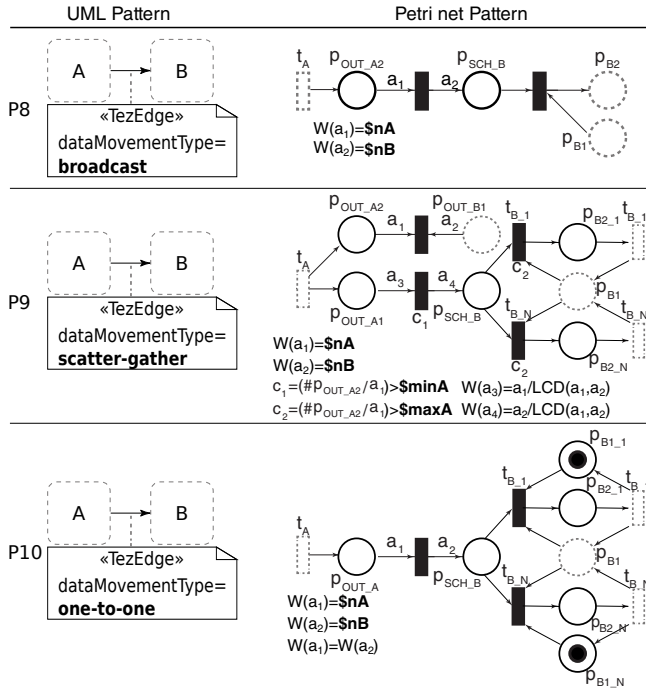 UML Pattern
Petri net Pattern
P8
A
B
«TezEdge»
dataMovementType=
broadcast
t_A
p_OUT_A2
a_1
a_2
p_SCH_B
p_B2
p_B1
W(a_1)=$nA
W(a_2)=$nB
P9
A
B
«TezEdge»
dataMovementType=
scatter-gather
t_A
p_OUT_A2
a_1
a_2
p_OUT_B1
t_B_1
p_B2_1
t_B_1
c_2
a_3
a_4
p_OUT_A1
c_1
p_SCH_B
t_B_N
p_B1
t_B_N
c_2
p_B2_N
W(a_1)=$nA
W(a_2)=$nB
c_1=(#p_OUT_A2/a_1)>$minA W(a_3)=a_1/LCD(a_1,a_2)
c_2=(#p_OUT_A2/a_1)>$maxA W(a_4)=a_2/LCD(a_1,a_2)
P10
A
B
«TezEdge»
dataMovementType=
one-to-one
p_B1_1
t_B_1
p_B2_1
t_B_1
t_A
a_1
a_2
p_OUT_A
p_SCH_B
p_B1
t_B_N
t_B_N
p_B2_N
p_B1_N
W(a_1)=$nA
W(a_2)=$nB
W(a_1)=W(a_2)